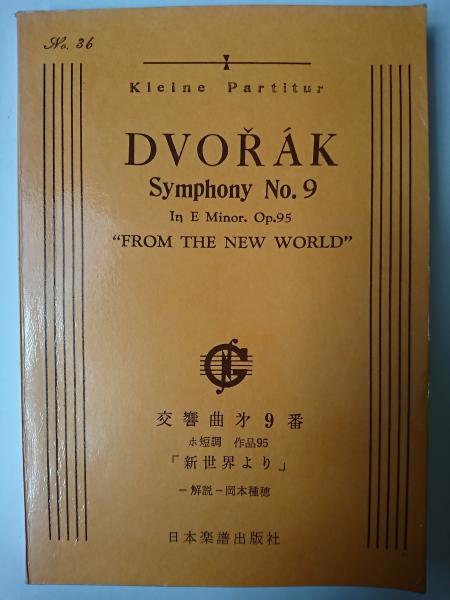 No. 36
Kleine Partitur
DVOŘÁK
Symphony No. 9
In E Minor. Op.95
“FROM THE NEW WORLD”
交響曲㐧9番
ホ短調 作品95
「新世界より」
－解説－岡本種穂
日本楽譜出版社